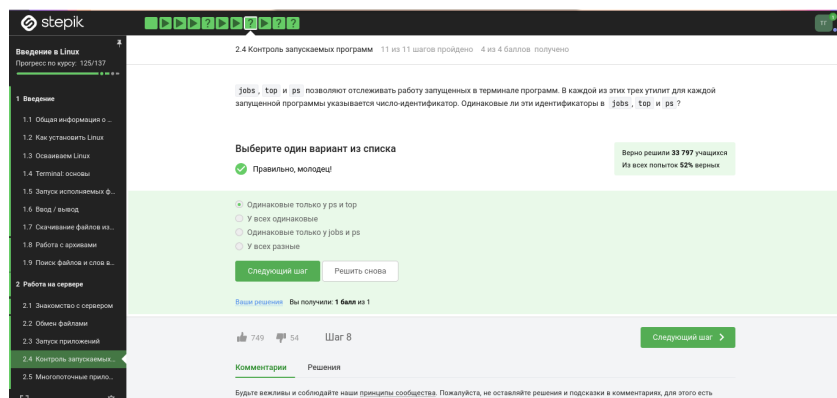 stepik
ТГ
Введение в Linux
Прогресс по курсу: 125/137
1 Введение
1.1 Общая информация о ...
1.2 Как установить Linux
1.3 Осваиваем Linux
1.4 Terminal: основы
1.5 Запуск исполняемых ф...
1.6 Ввод / вывод
1.7 Скачивание файлов из...
1.8 Работа с архивами
1.9 Поиск файлов и слов в...
2 Работа на сервере
2.1 Знакомство с сервером
2.2 Обмен файлами
2.3 Запуск приложений
2.4 Контроль запускаемых...
2.5 Многопоточные прило...
2.4 Контроль запускаемых программ 11 из 11 шагов пройдено 4 из 4 баллов получено
jobs, top и ps позволяют отслеживать работу запущенных в терминале программ. В каждой из этих трех утилит для каждой
запущенной программы указывается число-идентификатор. Одинаковые ли эти идентификаторы в jobs, top и ps ?
Выберите один вариант из списка
Правильно, молодец!
Верно решили 33 797 учащихся
Из всех попыток 52% верных
Одинаковые только у ps и top
У всех одинаковые
Одинаковые только у jobs и ps
У всех разные
Следующий шаг
Решить снова
Ваши решения Вы получили: 1 балл из 1
749 54 Шаг 8
Следующий шаг
Комментарии Решения
Будьте вежливы и соблюдайте наши принципы сообщества. Пожалуйста, не оставляйте решения и подсказки в комментариях, для этого есть